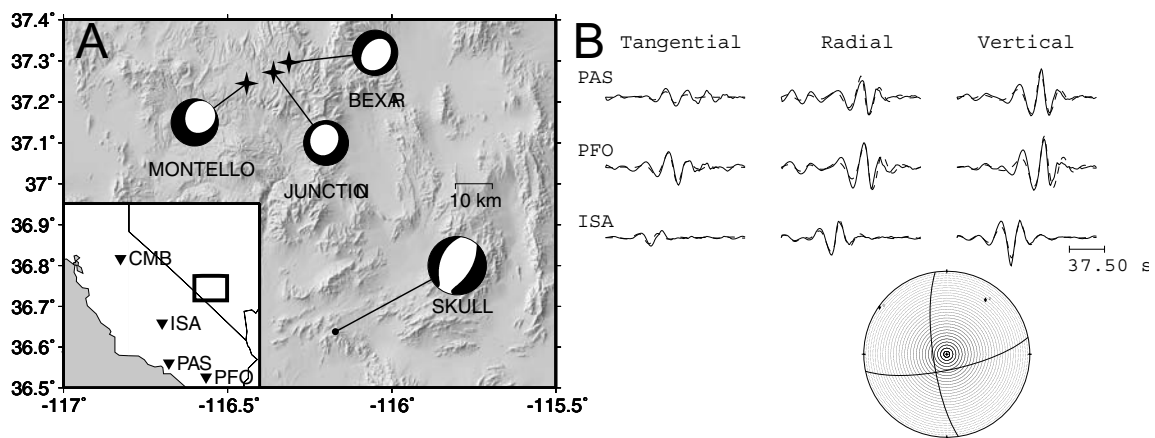 A
37.4°
37.3°
37.2°
37.1°
37°
36.9°
36.8°
36.7°
36.6°
36.5°
-117°
-116.5°
-116°
-115.5°
BEXAR
MONTELLO
JUNCTION
10 km
SKULL
CMB
ISA
PAS
PFO
B
Tangential Radial Vertical
PAS
PFO
ISA
37.50 s